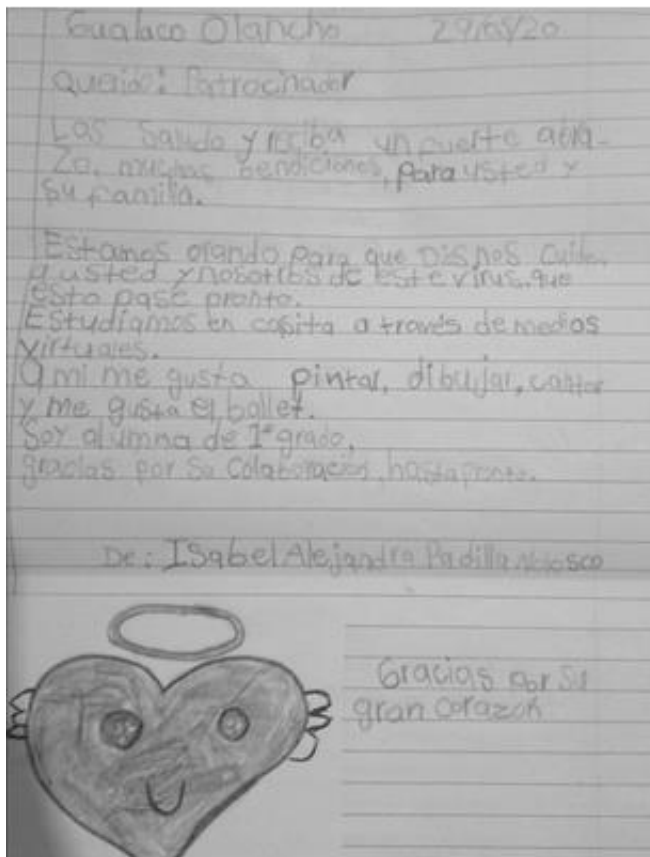 Gualaco Olancho 29/05/20
Querido: Patrocinador
Los Saludo y reciba un fuerte abra-
zo, muchas bendiciones, para usted y
su familia.
Estamos orando para que Dios nos cuide,
a usted y nosotros de este virus, que
esto pase pronto.
Estudiamos en casita a través de medios
virtuales.
a mi me gusta pintar, dibujar, cantar
y me gusta el ballet.
Soy alumna de 1° grado,
gracias por su colaboración, hasta pronto.
De: Isabel Alejandra Padilla
Gracias por su
gran corazon